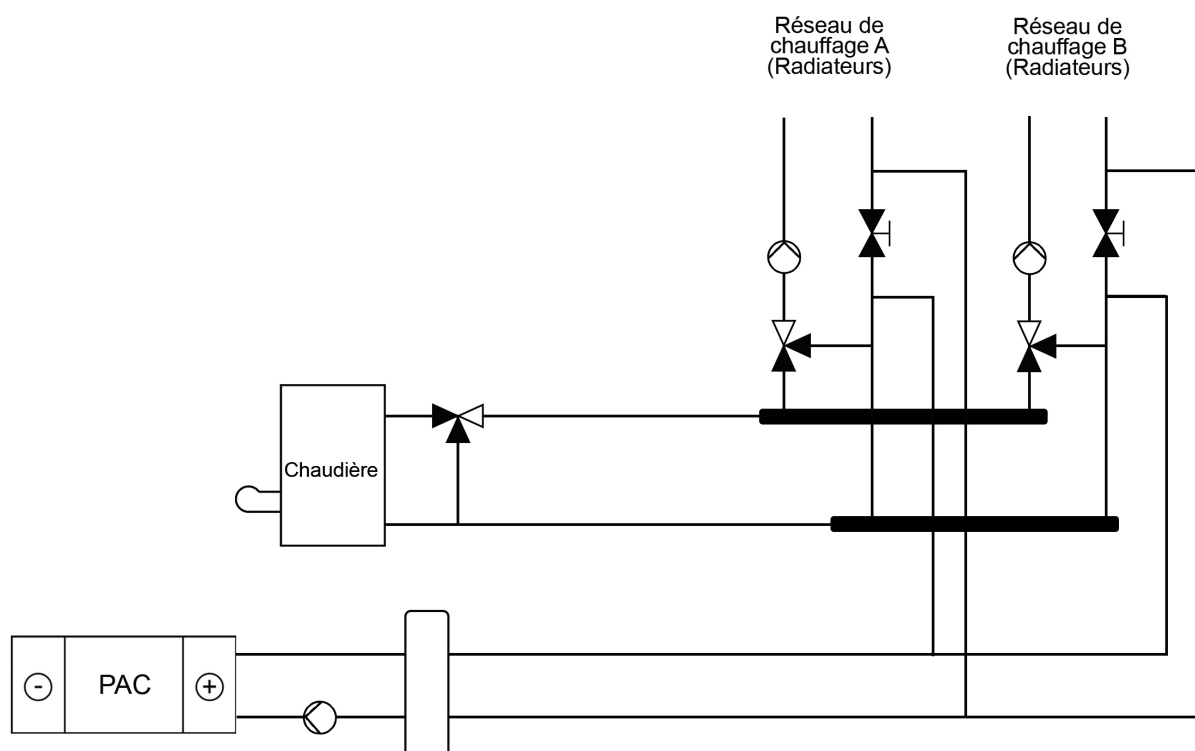 Réseau de
chauffage A
(Radiateurs)
Réseau de
chauffage B
(Radiateurs)
Chaudière
-
PAC
+